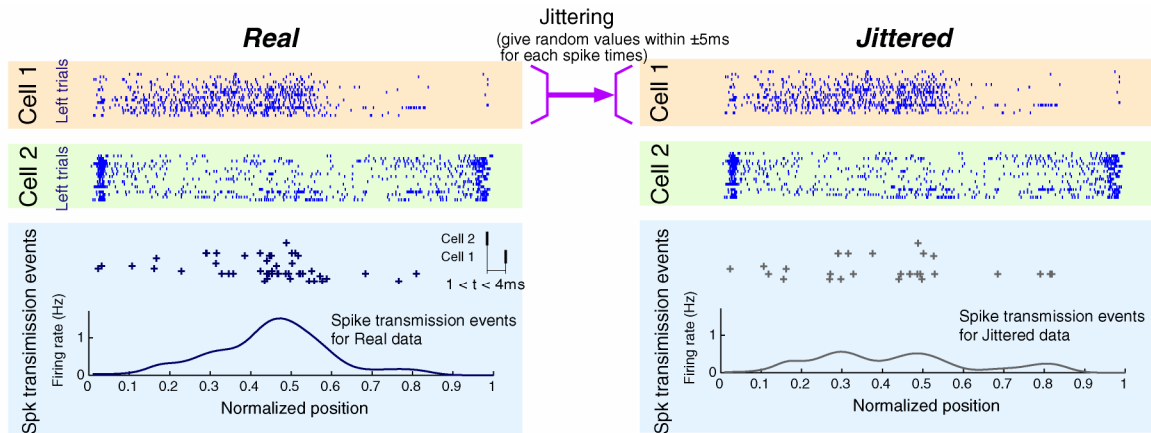 Real
Jittering
(give random values within ±5ms
for each spike times)
Jittered
Cell 1
Left trials
Cell 2
Left trials
Spk transimission events
Cell 2
Cell 1
1 < t < 4ms
Spike transmission events
for Real data
Firing rate (Hz)
1
0
0 0.1 0.2 0.3 0.4 0.5 0.6 0.7 0.8 0.9 1
Normalized position
Cell 1
Cell 2
Spk transimission events
Spike transmission events
for Jittered data
Firing rate (Hz)
1
0
0 0.1 0.2 0.3 0.4 0.5 0.6 0.7 0.8 0.9 1
Normalized position